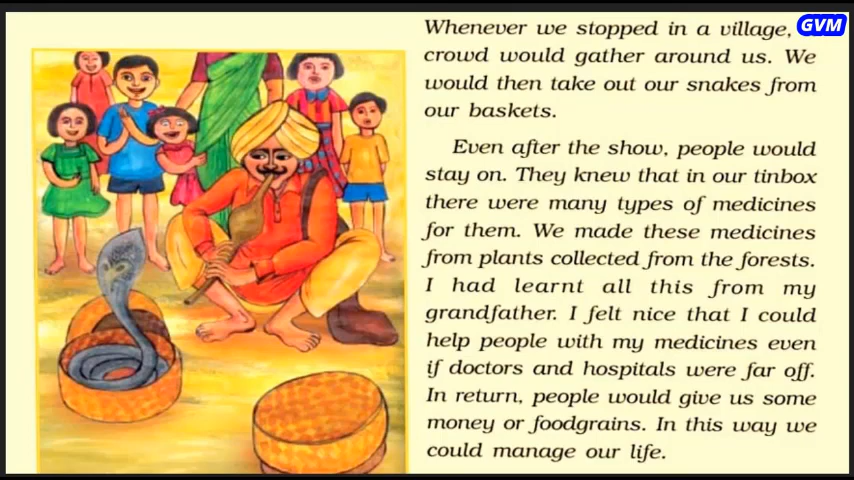 GVM
Whenever we stopped in a village,
crowd would gather around us. We
would then take out our snakes from
our baskets.
Even after the show, people would
stay on. They knew that in our tinbox
there were many types of medicines
for them. We made these medicines
from plants collected from the forests.
I had learnt all this from my
grandfather. I felt nice that I could
help people with my medicines even
if doctors and hospitals were far off.
In return, people would give us some
money or foodgrains. In this way we
could manage our life.